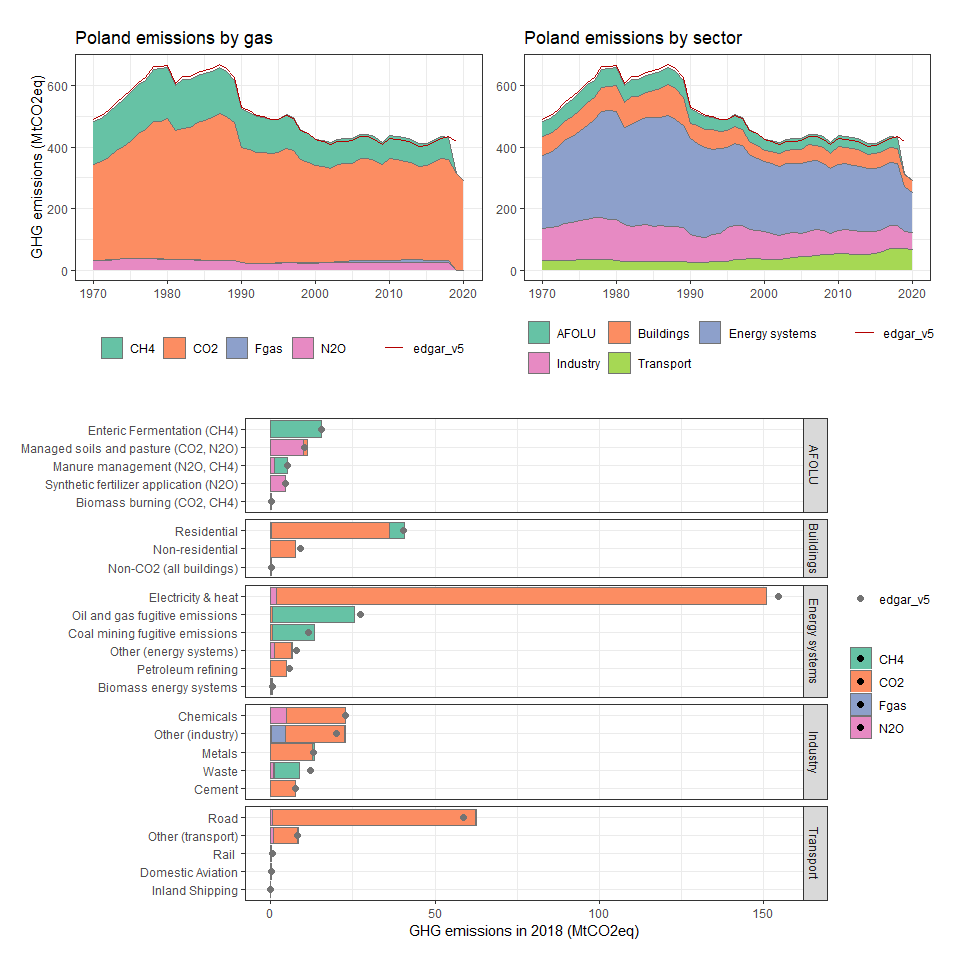 Poland emissions by gas
GHG emissions (MtCO2eq)
600
400
200
0
1970 1980 1990 2000 2010 2020
CH4 CO2 Fgas N2O edgar_v5
Poland emissions by sector
600
400
200
0
1970 1980 1990 2000 2010 2020
AFOLU Buildings Energy systems edgar_v5
Industry Transport
Enteric Fermentation (CH4)
Managed soils and pasture (CO2, N2O)
Manure management (N2O, CH4)
Synthetic fertilizer application (N2O)
Biomass burning (CO2, CH4)
AFOLU
Residential
Non-residential
Non-CO2 (all buildings)
Buildings
Electricity & heat
Oil and gas fugitive emissions
Coal mining fugitive emissions
Other (energy systems)
Petroleum refining
Biomass energy systems
Energy systems
Chemicals
Other (industry)
Metals
Waste
Cement
Industry
Road
Other (transport)
Rail
Domestic Aviation
Inland Shipping
Transport
0 50 100 150
GHG emissions in 2018 (MtCO2eq)
edgar_v5
CH4
CO2
Fgas
N2O